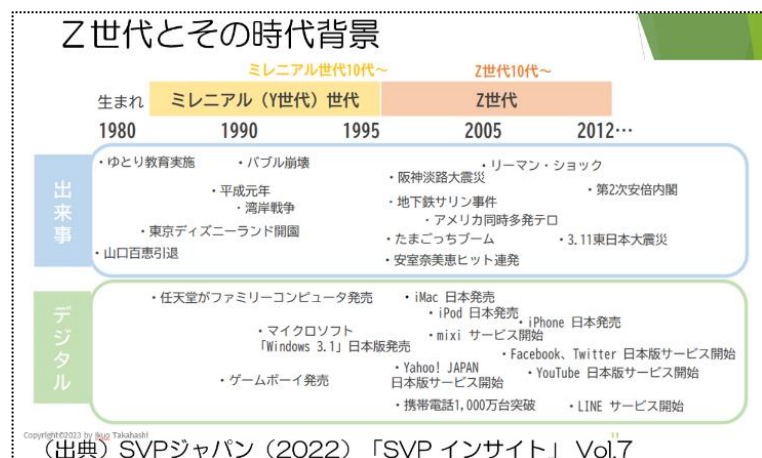 Z世代とその時代背景
ミレニアル世代10代～
Z世代10代～
生まれ
ミレニアル（Y世代）世代
Z世代
1980
1990
1995
2005
2012…
出来事
・ゆとり教育実施
・バブル崩壊
・リーマン・ショック
・阪神淡路大震災
・平成元年
・第2次安倍内閣
・湾岸戦争
・地下鉄サリン事件
・アメリカ同時多発テロ
・東京ディズニーランド開園
・たまごっちブーム
・3.11東日本大震災
・山口百恵引退
・安室奈美恵ヒット連発
デジタル
・任天堂がファミリーコンピュータ発売
・iMac 日本発売
・iPod 日本発売
・iPhone 日本発売
・マイクロソフト
「Windows 3.1」日本版発売
・mixi サービス開始
・Facebook、Twitter 日本版サービス開始
・Yahoo! JAPAN
日本版サービス開始
・YouTube 日本版サービス開始
・ゲームボーイ発売
・携帯電話1,000万台突破
・LINE サービス開始
Copyright©2023 by Ikuo Takahashi
11
（出典）SVPジャパン（2022）「SVP インサイト」 Vol.7